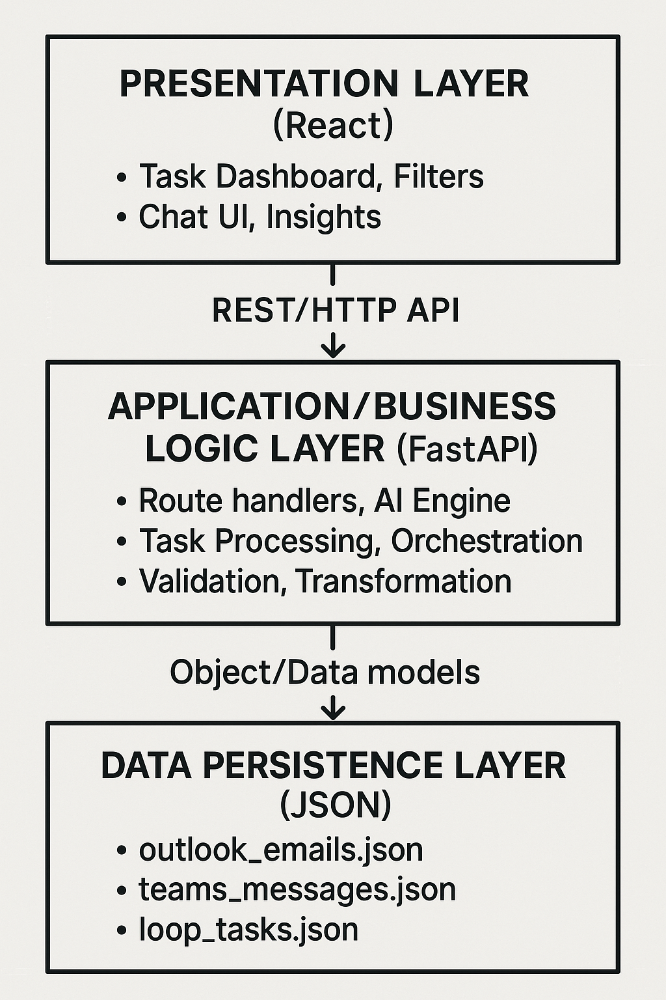 PRESENTATION LAYER
(React)
• Task Dashboard, Filters
• Chat UI, Insights
REST/HTTP API
APPLICATION/BUSINESS
LOGIC LAYER (FastAPI)
• Route handlers, AI Engine
• Task Processing, Orchestration
• Validation, Transformation
Object/Data models
DATA PERSISTENCE LAYER
(JSON)
• outlook_emails.json
• teams_messages.json
• loop_tasks.json